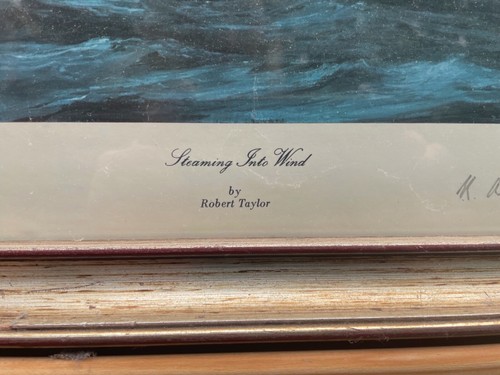 Steaming Into Wind
by
Robert Taylor